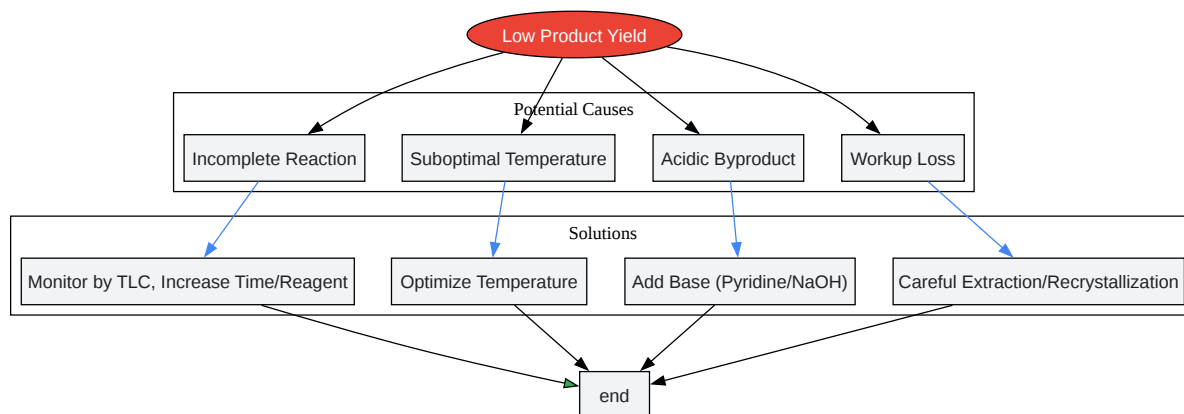 Low Product Yield
Potential Causes
Incomplete Reaction
Suboptimal Temperature
Acidic Byproduct
Workup Loss
Solutions
Monitor by TLC, Increase Time/Reagent
Optimize Temperature
Add Base (Pyridine/NaOH)
Careful Extraction/Recrystallization
end